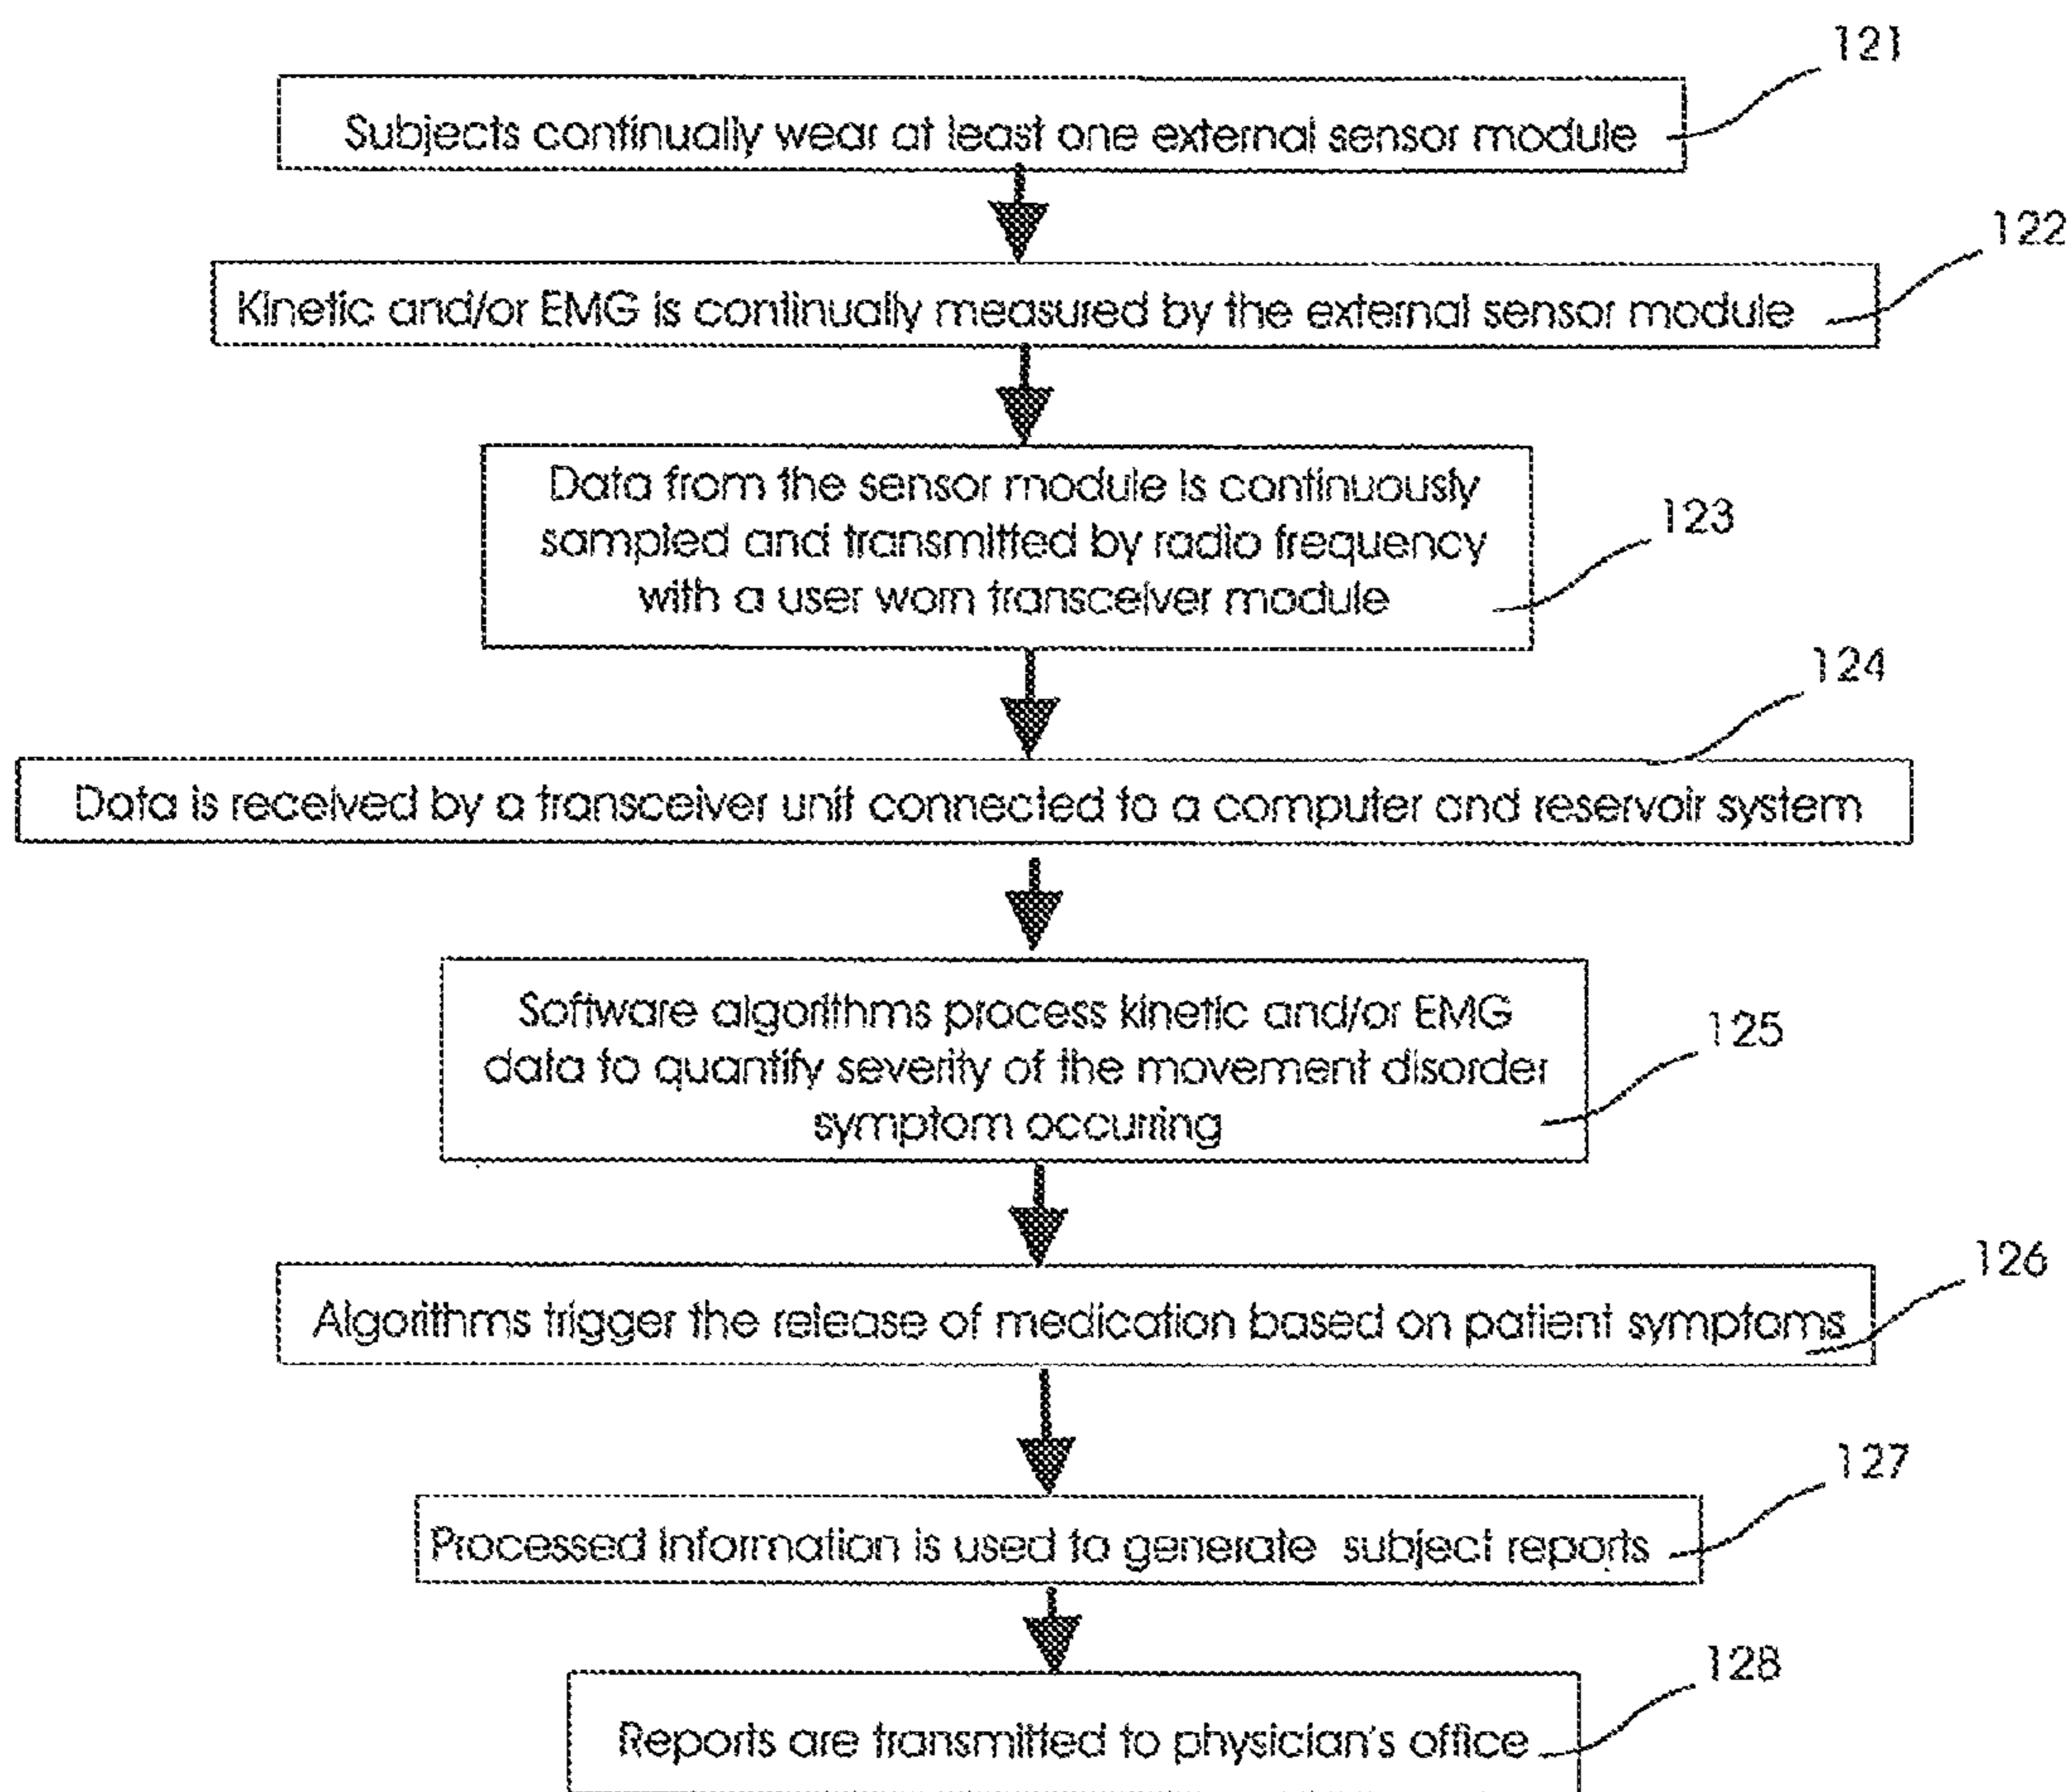 121
Subjects continually wear at least one external sensor module
122
Kinetic and/or EMG is continually measured by the external sensor module
Data from the sensor module is continuously
sampled and transmitted by radio frequency
with a user worn transceiver module
123
124
Data is received by a transceiver unit connected to a computer and reservoir system
Software algorithms process kinetic and/or EMG
data to quantify severity of the movement disorder
symptom occurring
125
126
Algorithms trigger the release of medication based on patient symptoms
127
Processed information is used to generate subject reports
128
Reports are transmitted to physician's office